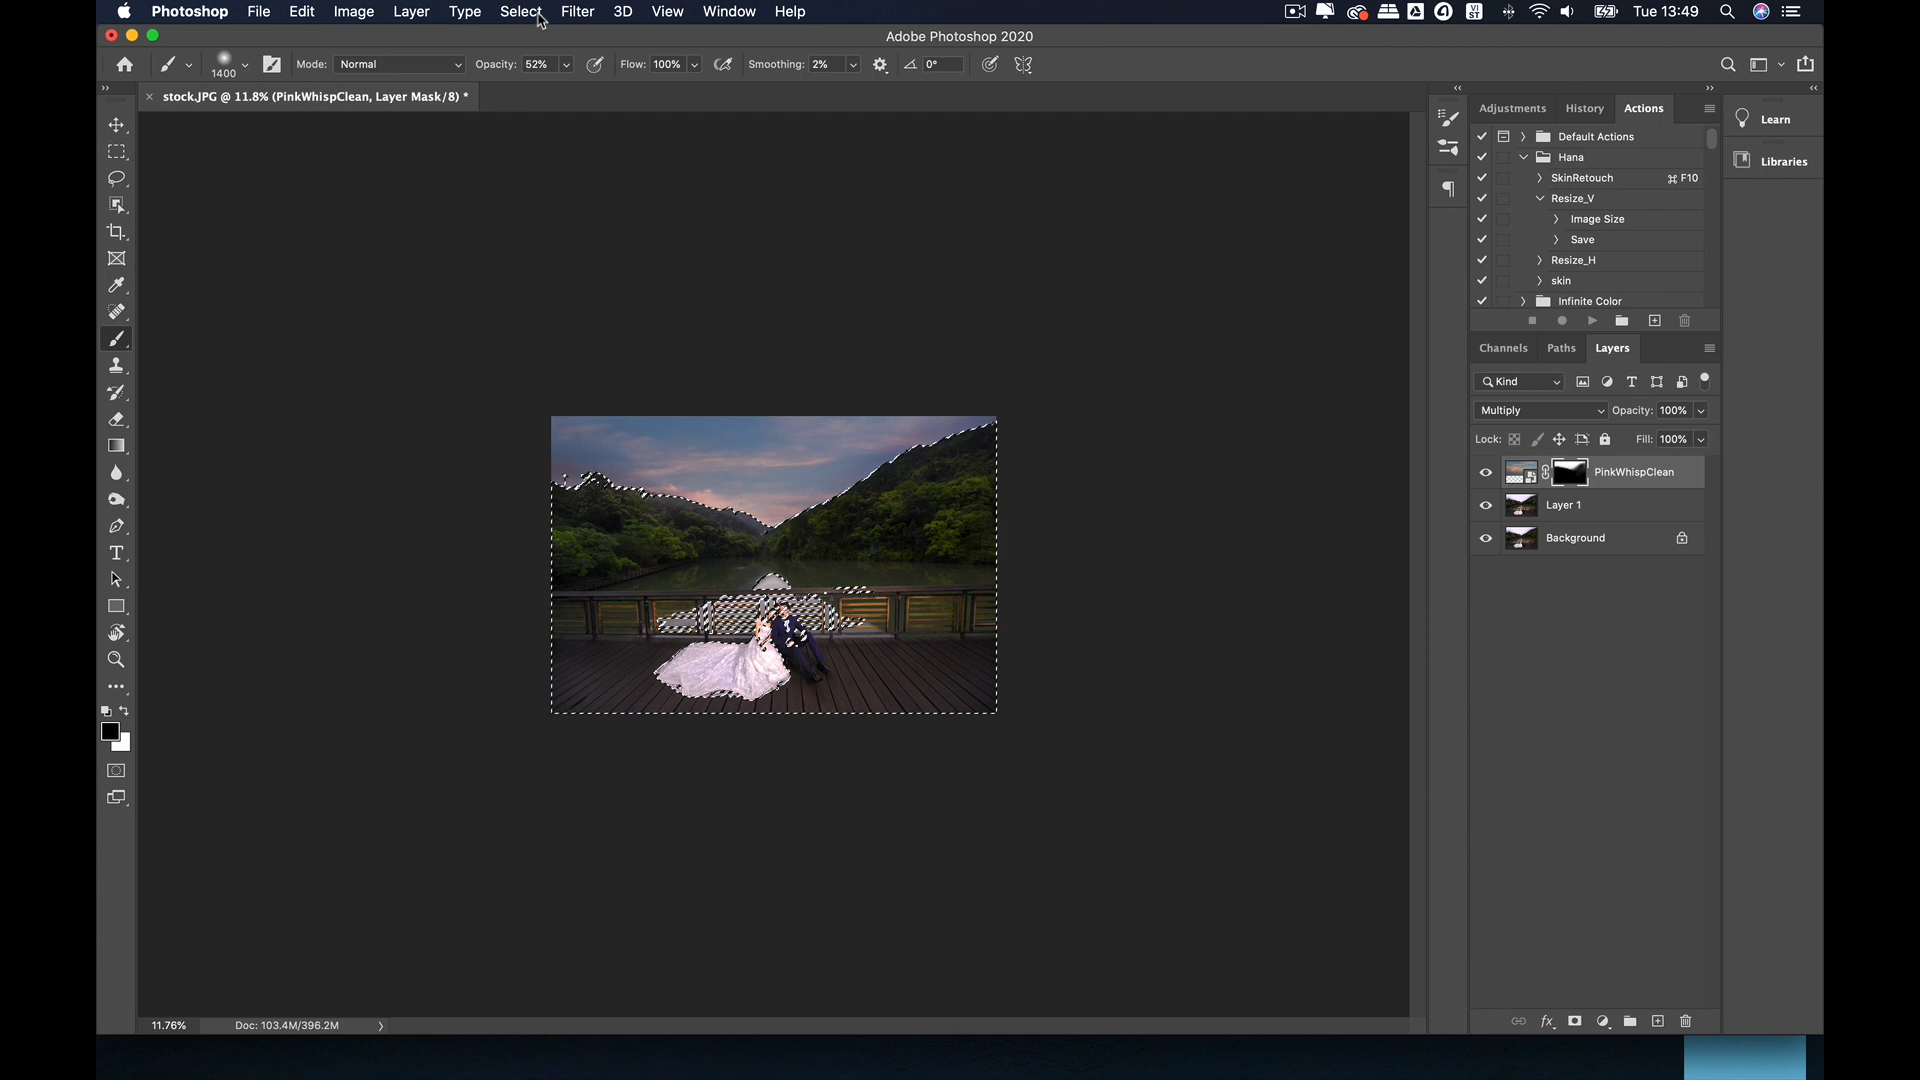 Photoshop File Edit Image Layer Type Select Filter 3D View Window Help VI ST Tue 13:49
Adobe Photoshop 2020
1400 Mode: Normal Opacity: 52% Flow: 100% Smoothing: 2% 0°
stock.JPG @ 11.8% (PinkWhispClean, Layer Mask/8) *
Adjustments History Actions
Learn
Default Actions
Hana
Libraries
SkinRetouch ⌘ F10
Resize_V
Image Size
Save
Resize_H
skin
Infinite Color
Channels Paths Layers
Kind
Multiply Opacity: 100%
Lock: Fill: 100%
PinkWhispClean
Layer 1
Background
11.76% Doc: 103.4M/396.2M